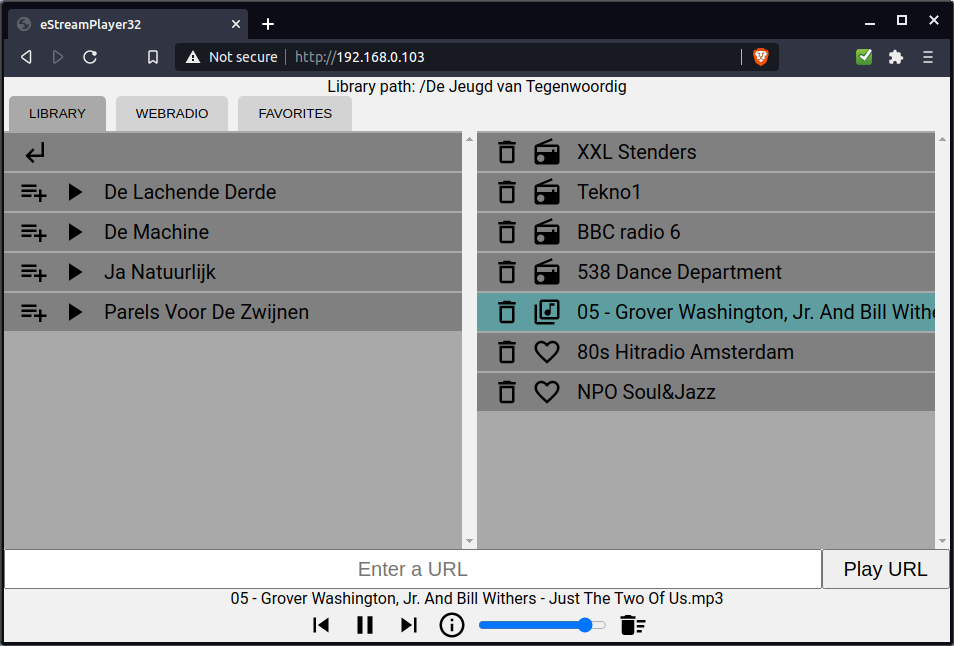 eStreamPlayer32
Not secure
http://192.168.0.103
Library path: /De Jeugd van Tegenwoordig
LIBRARY
WEBRADIO
FAVORITES
De Lachende Derde
De Machine
Ja Natuurlijk
Parels Voor De Zwijnen
XXL Stenders
Tekno1
BBC radio 6
538 Dance Department
05 - Grover Washington, Jr. And Bill Withe
80s Hitradio Amsterdam
NPO Soul&Jazz
Enter a URL
Play URL
05 - Grover Washington, Jr. And Bill Withers - Just The Two Of Us.mp3